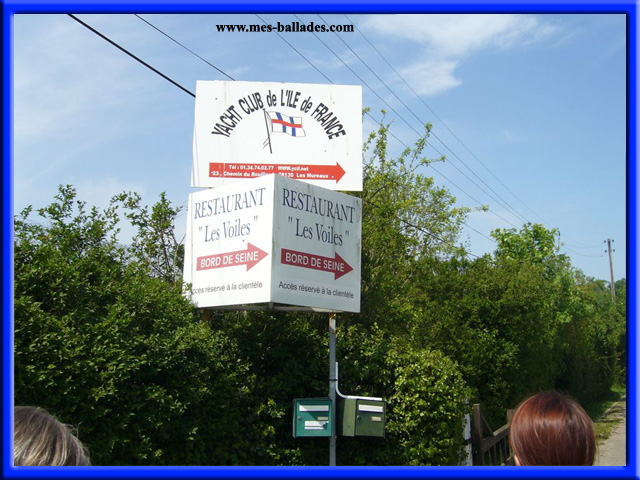 www.mes-ballades.com
YACHT CLUB de L'ILE de FRANCE
Tél : 01.34.74.02.77 www.ycif.net
23, Chemin du 78130 Les Mureaux
RESTAURANT
"Les Voiles"
BORD DE SEINE
Accès réservé à la clientèle
RESTAURANT
"Les Voiles"
BORD DE SEINE
Accès réservé à la clientèle